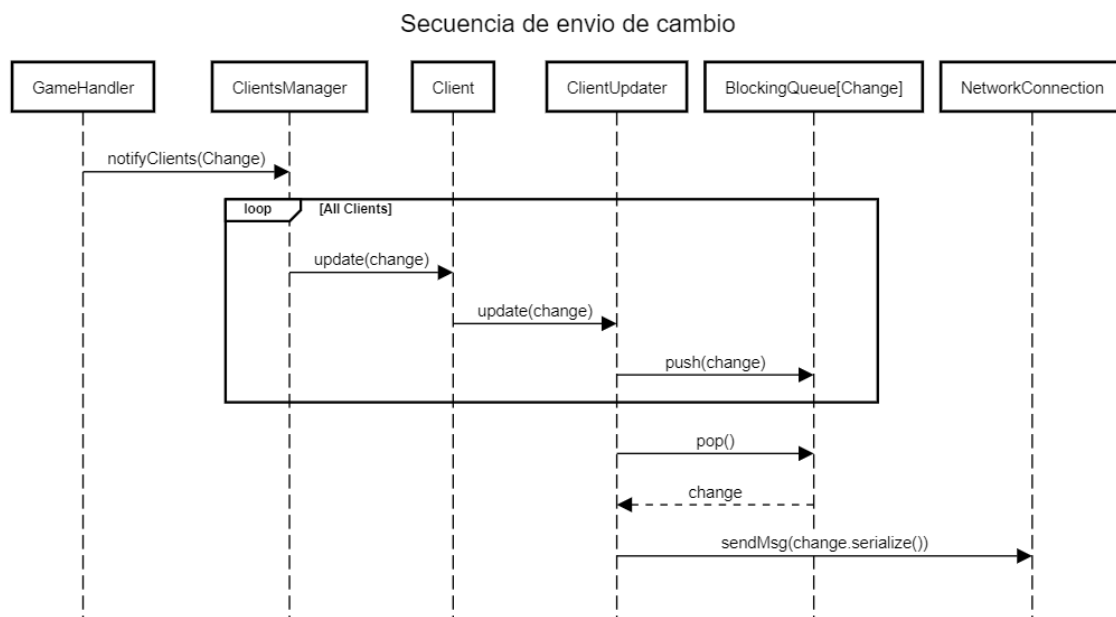 Secuencia de envio de cambio
GameHandler
ClientsManager
Client
ClientUpdater
BlockingQueue[Change]
NetworkConnection
notifyClients(Change)
loop
[All Clients]
update(change)
update(change)
push(change)
pop()
change
sendMsg(change.serialize())